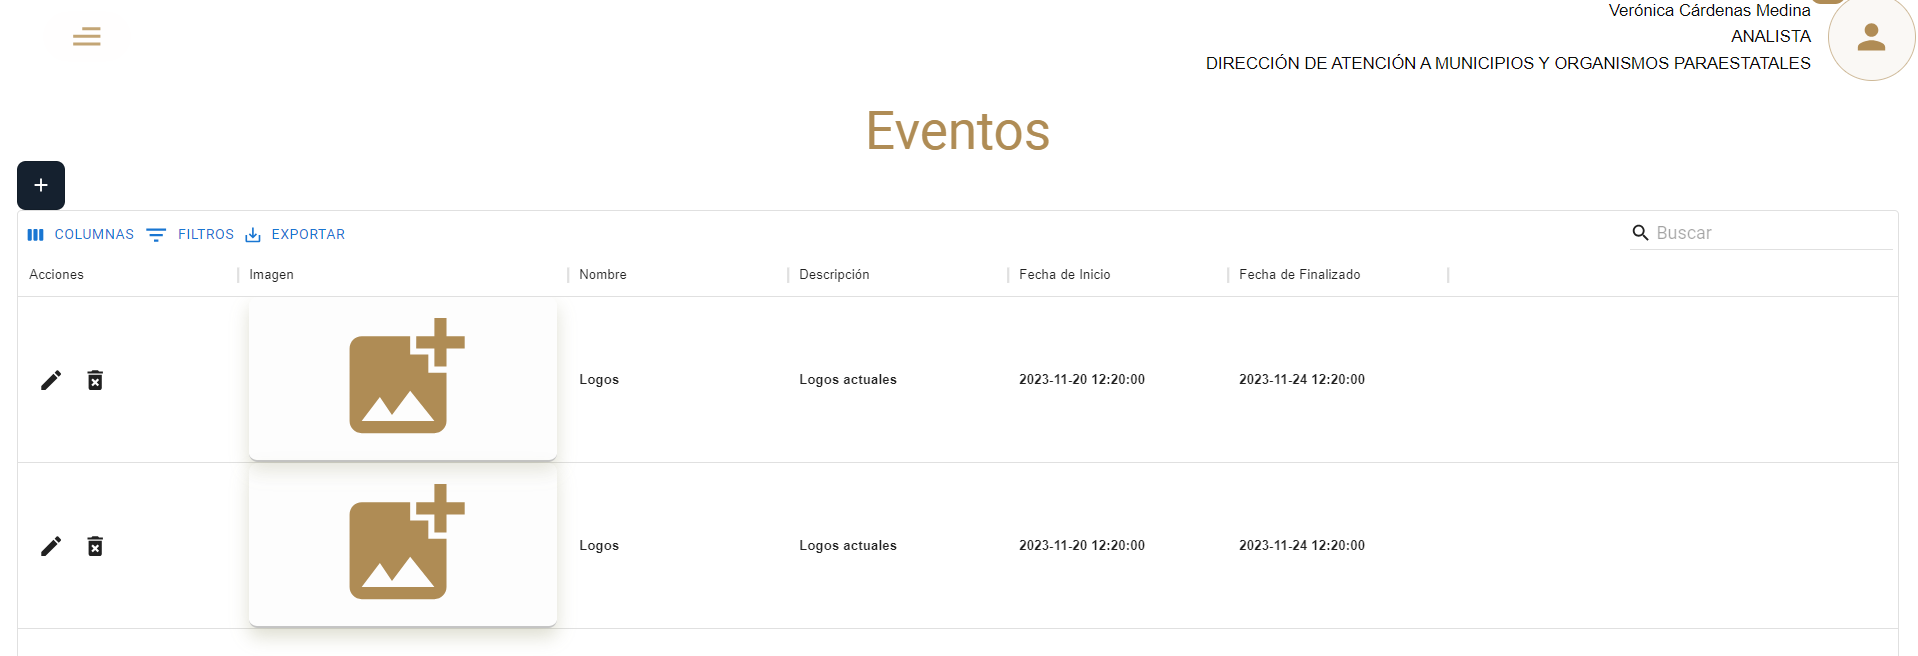 Verónica Cárdenas Medina
ANALISTA
DIRECCIÓN DE ATENCIÓN A MUNICIPIOS Y ORGANISMOS PARAESTATALES
Eventos
COLUMNAS FILTROS EXPORTAR Buscar
Acciones Imagen Nombre Descripción Fecha de Inicio Fecha de Finalizado
Logos Logos actuales 2023-11-20 12:20:00 2023-11-24 12:20:00
Logos Logos actuales 2023-11-20 12:20:00 2023-11-24 12:20:00